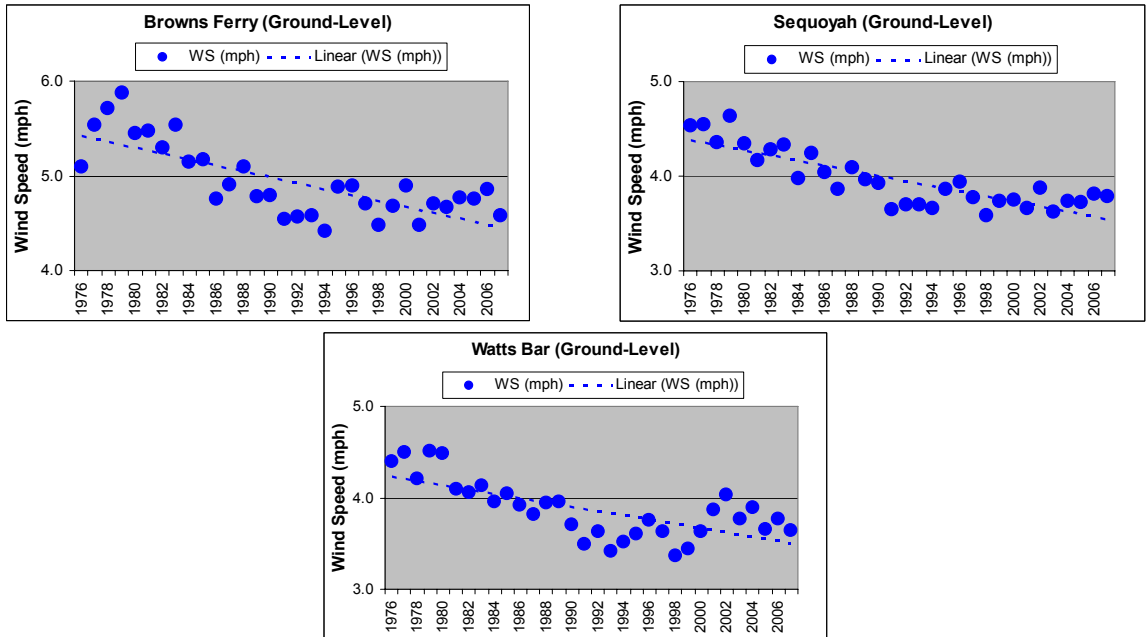 Browns Ferry (Ground-Level)
WS (mph) Linear (WS (mph))
Wind Speed (mph)
6.0
5.0
4.0
1976 1978 1980 1982 1984 1986 1988 1990 1992 1994 1996 1998 2000 2002 2004 2006
Sequoyah (Ground-Level)
WS (mph) Linear (WS (mph))
Wind Speed (mph)
5.0
4.0
3.0
1976 1978 1980 1982 1984 1986 1988 1990 1992 1994 1996 1998 2000 2002 2004 2006
Watts Bar (Ground-Level)
WS (mph) Linear (WS (mph))
Wind Speed (mph)
5.0
4.0
3.0
1976 1978 1980 1982 1984 1986 1988 1990 1992 1994 1996 1998 2000 2002 2004 2006